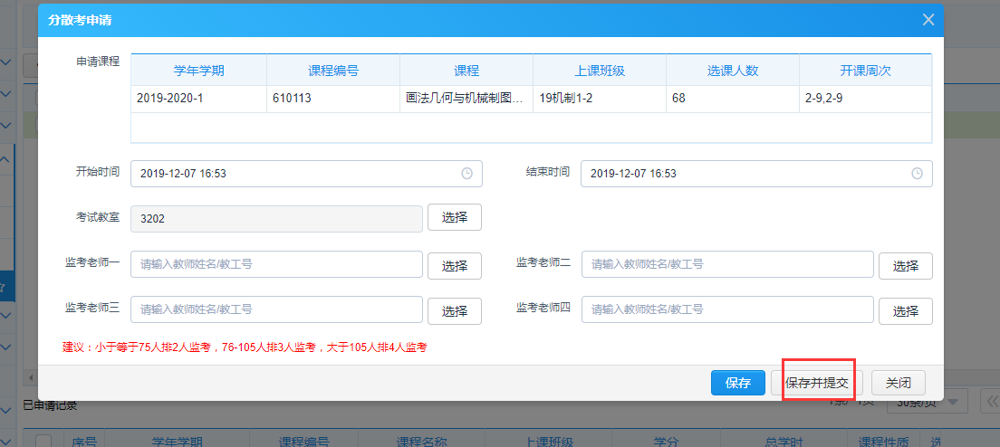 分散考申请
申请课程
学年学期 课程编号 课程 上课班级 选课人数 开课周次
2019-2020-1 610113 画法几何与机械制图… 19机制1-2 68 2-9,2-9
开始时间 2019-12-07 16:53 结束时间 2019-12-07 16:53
考试教室 3202 选择
监考老师一 请输入教师姓名/教工号 选择 监考老师二 请输入教师姓名/教工号 选择
监考老师三 请输入教师姓名/教工号 选择 监考老师四 请输入教师姓名/教工号 选择
建议：小于等于75人排2人监考，76-105人排3人监考，大于105人排4人监考
保存 保存并提交 关闭
已申请记录 30条/页
序号 学年学期 课程编号 课程名称 上课班级 学分 总学时 课程性质 选